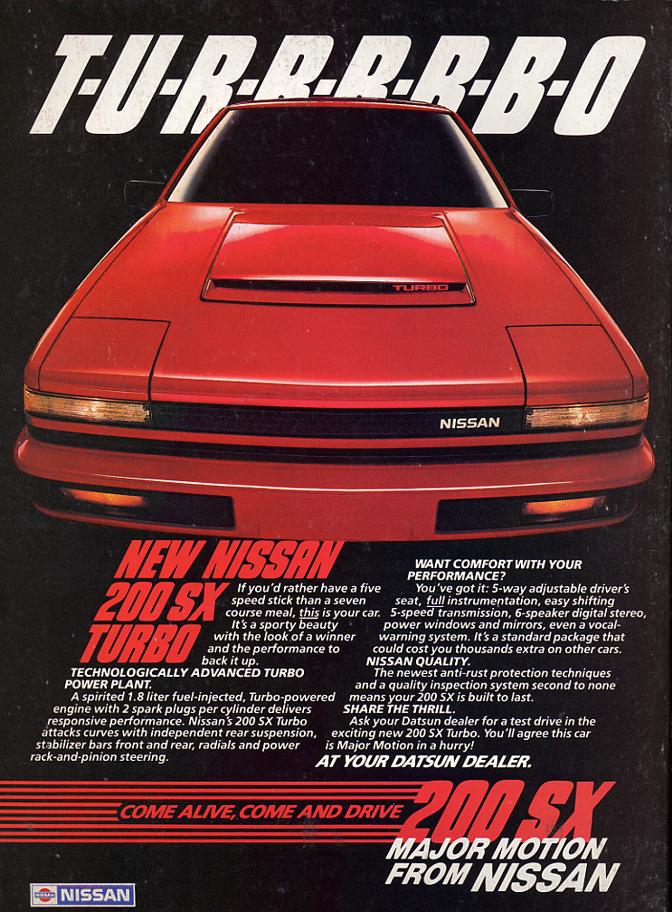 T-U-R-R-R-R-B-O
TURBO
NISSAN
NEW NISSAN
200 SX
TURBO
If you'd rather have a five
speed stick than a seven
course meal, this is your car.
It's a sporty beauty
with the look of a winner
and the performance to
back it up.
TECHNOLOGICALLY ADVANCED TURBO
POWER PLANT.
A spirited 1.8 liter fuel-injected, Turbo-powered
engine with 2 spark plugs per cylinder delivers
responsive performance. Nissan's 200 SX Turbo
attacks curves with independent rear suspension,
stabilizer bars front and rear, radials and power
rack-and-pinion steering.
WANT COMFORT WITH YOUR
PERFORMANCE?
You've got it: 5-way adjustable driver's
seat, full instrumentation, easy shifting
5-speed transmission, 6-speaker digital stereo,
power windows and mirrors, even a vocal-
warning system. It's a standard package that
could cost you thousands extra on other cars.
NISSAN QUALITY.
The newest anti-rust protection techniques
and a quality inspection system second to none
means your 200 SX is built to last.
SHARE THE THRILL.
Ask your Datsun dealer for a test drive in the
exciting new 200 SX Turbo. You'll agree this car
is Major Motion in a hurry!
AT YOUR DATSUN DEALER.
COME ALIVE, COME AND DRIVE
200 SX
MAJOR MOTION
FROM NISSAN
NISSAN
NISSAN